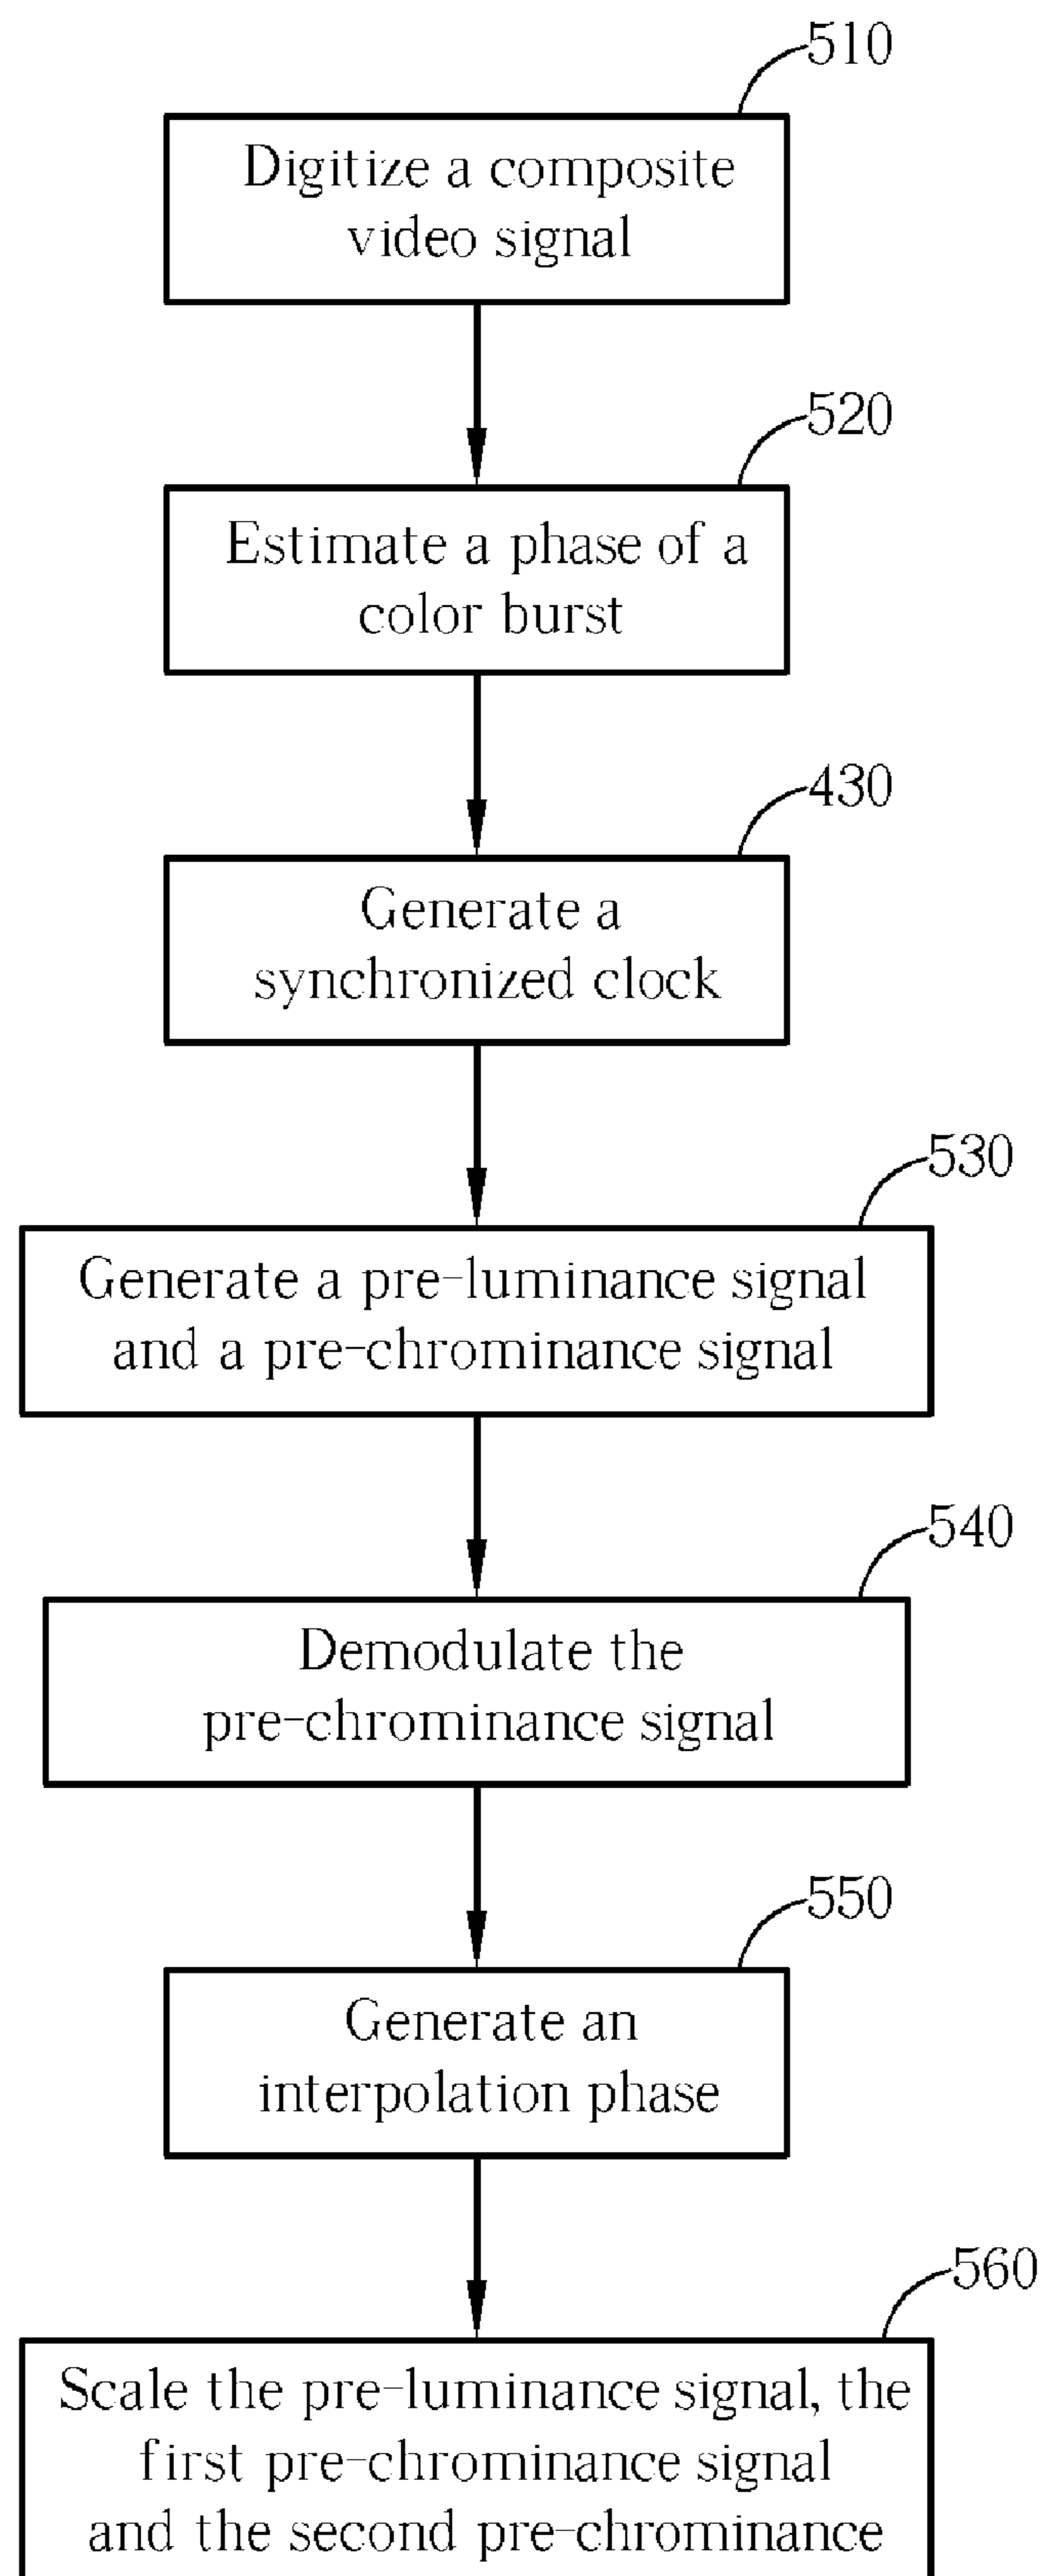 510
Digitize a composite
video signal
520
Estimate a phase of a
color burst
430
Generate a
synchronized clock
530
Generate a pre-luminance signal
and a pre-chrominance signal
540
Demodulate the
pre-chrominance signal
550
Generate an
interpolation phase
560
Scale the pre-luminance signal, the
first pre-chrominance signal
and the second pre-chrominance